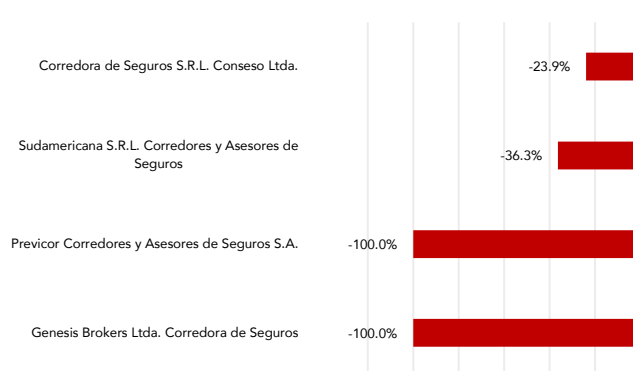 Corredora de Seguros S.R.L. Conseso Ltda.
-23.9%
Sudamericana S.R.L. Corredores y Asesores de
Seguros
-36.3%
Previcor Corredores y Asesores de Seguros S.A.
-100.0%
Genesis Brokers Ltda. Corredora de Seguros
-100.0%